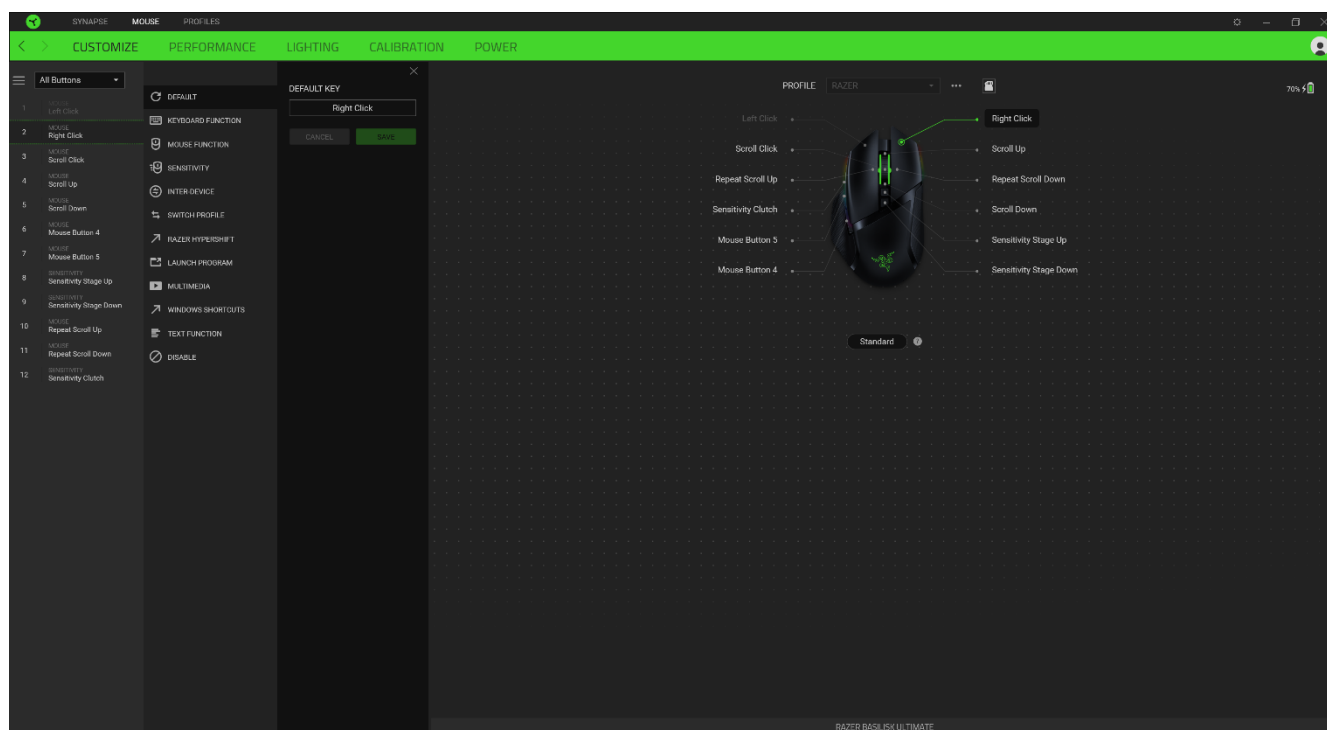 SYNAPSE MOUSE PROFILES
CUSTOMIZE PERFORMANCE LIGHTING CALIBRATION POWER
All Buttons
1 MOUSE Left Click
2 MOUSE Right Click
3 MOUSE Scroll Click
4 MOUSE Scroll Up
5 MOUSE Scroll Down
6 MOUSE Mouse Button 4
7 MOUSE Mouse Button 5
8 SENSITIVITY Sensitivity Stage Up
9 SENSITIVITY Sensitivity Stage Down
10 MOUSE Repeat Scroll Up
11 MOUSE Repeat Scroll Down
12 SENSITIVITY Sensitivity Clutch
DEFAULT
KEYBOARD FUNCTION
MOUSE FUNCTION
SENSITIVITY
INTER-DEVICE
SWITCH PROFILE
RAZER HYPERSHIFT
LAUNCH PROGRAM
MULTIMEDIA
WINDOWS SHORTCUTS
TEXT FUNCTION
DISABLE
DEFAULT KEY
Right Click
CANCEL SAVE
PROFILE RAZER
70%
Left Click
Scroll Click
Repeat Scroll Up
Sensitivity Clutch
Mouse Button 5
Mouse Button 4
Right Click
Scroll Up
Repeat Scroll Down
Scroll Down
Sensitivity Stage Up
Sensitivity Stage Down
Standard
RAZER BASILISK ULTIMATE